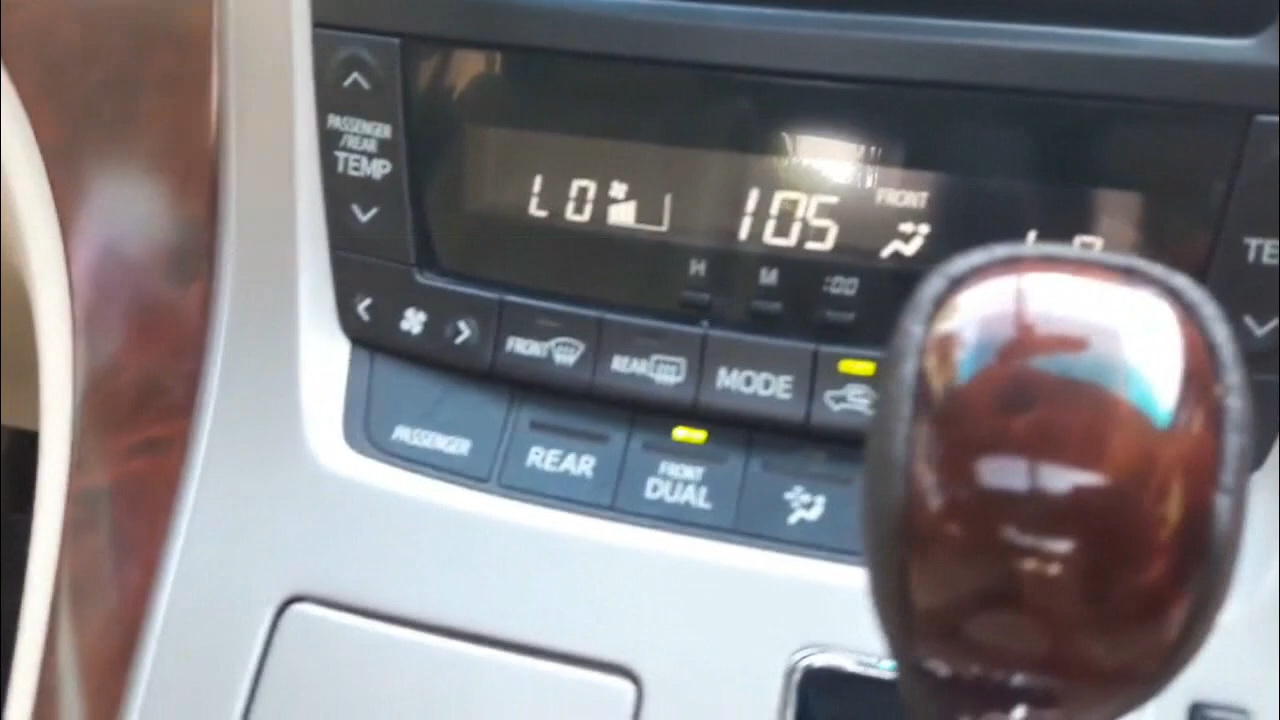 PASSENGER
/REAR
TEMP
LO 105 FRONT
H M :00
TE
FRONT REAR MODE
PASSENGER REAR FRONT
DUAL